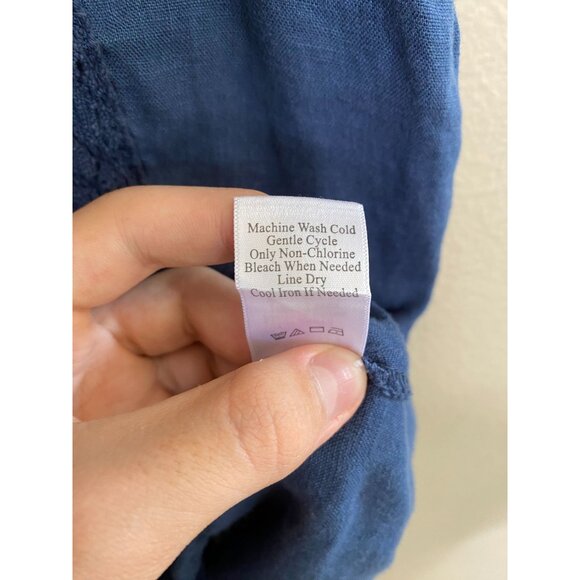 Machine Wash Cold
Gentle Cycle
Only Non-Chlorine
Bleach When Needed
Line Dry
Cool Iron If Needed